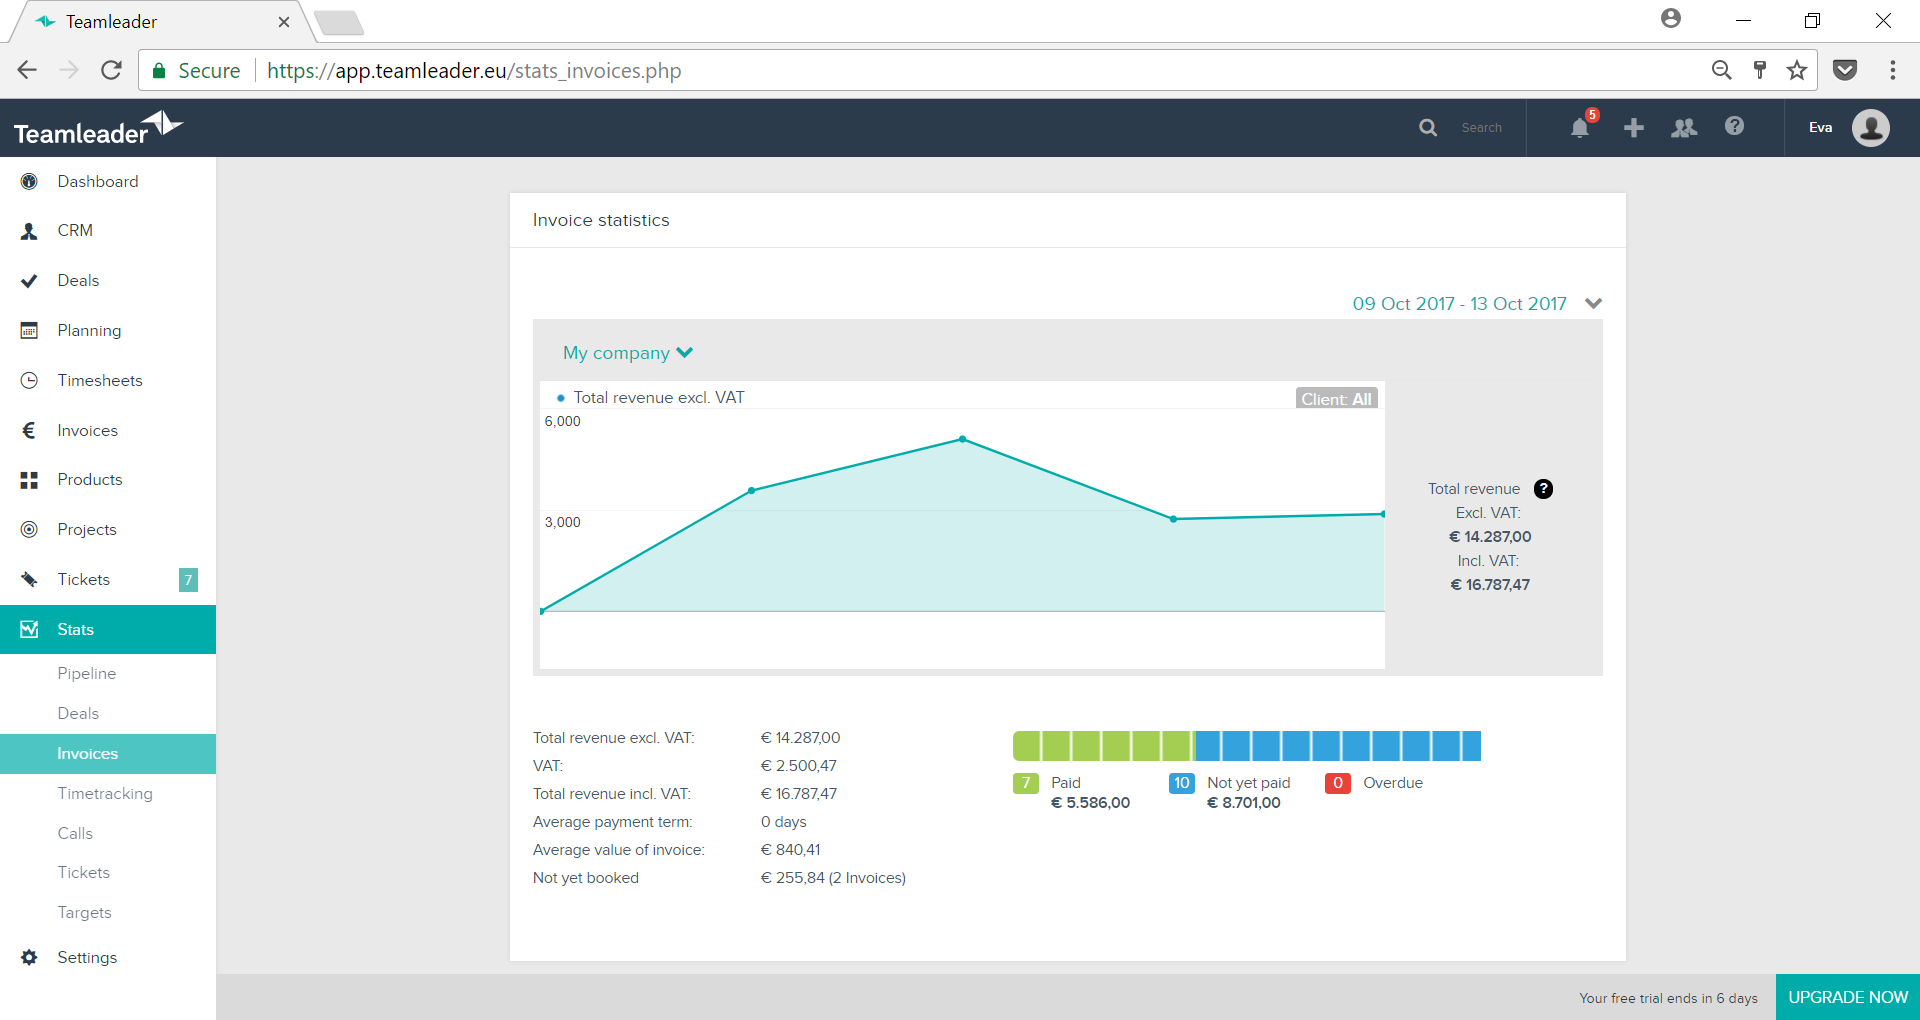 Teamleader
Secure
https://app.teamleader.eu/stats_invoices.php
Teamleader
Search
5
Eva
Dashboard
CRM
Deals
Planning
Timesheets
Invoices
Products
Projects
Tickets 7
Stats
Pipeline
Deals
Invoices
Timetracking
Calls
Tickets
Targets
Settings
Invoice statistics
09 Oct 2017 - 13 Oct 2017
My company
Total revenue excl. VAT
Client: All
6,000
3,000
Total revenue ?
Excl. VAT:
€ 14.287,00
Incl. VAT:
€ 16.787,47
Total revenue excl. VAT: € 14.287,00
VAT: € 2.500,47
Total revenue incl. VAT: € 16.787,47
Average payment term: 0 days
Average value of invoice: € 840,41
Not yet booked € 255,84 (2 Invoices)
7 Paid
€ 5.586,00
10 Not yet paid
€ 8.701,00
0 Overdue
Your free trial ends in 6 days
UPGRADE NOW